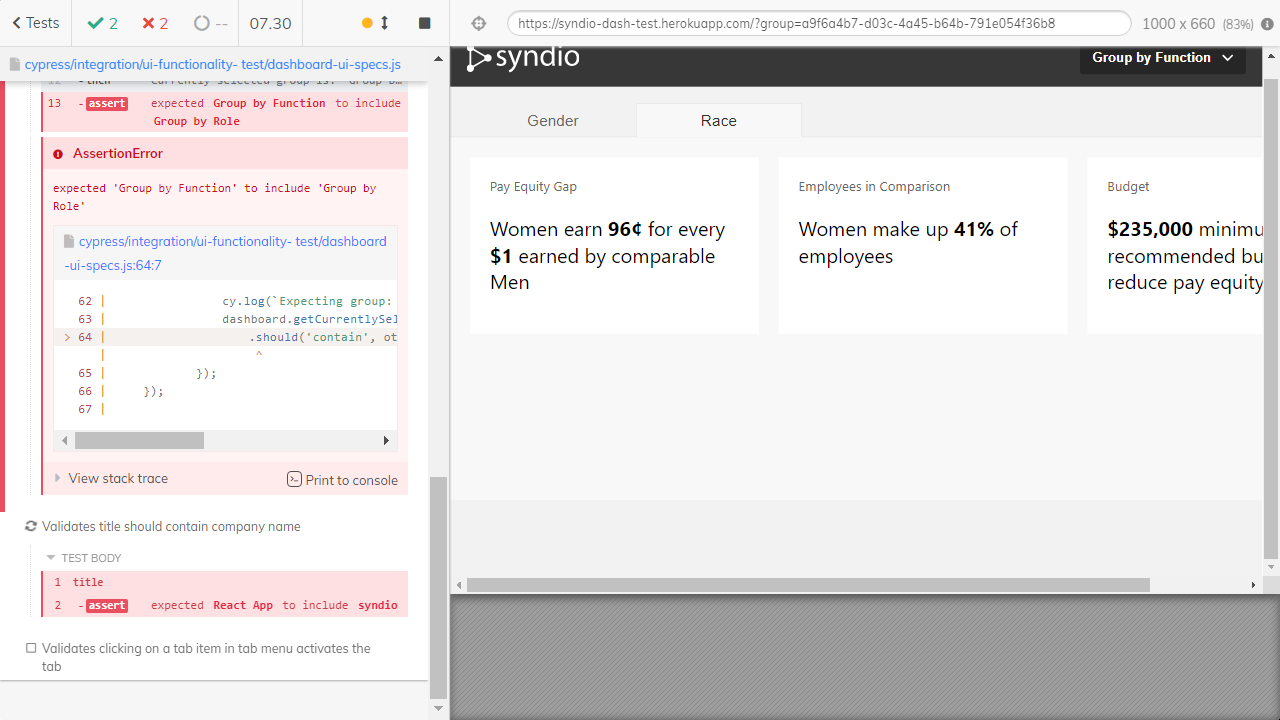 Tests
2
2
--
07.30
https://syndio-dash-test.herokuapp.com/?group=a9f6a4b7-d03c-4a45-b64b-791e054f36b8
1000 x 660 (83%)
cypress/integration/ui-functionality- test/dashboard-ui-specs.js
13 -assert expected Group by Function to include
Group by Role
AssertionError
expected 'Group by Function' to include 'Group by
Role'
cypress/integration/ui-functionality- test/dashboard
-ui-specs.js:64:7
62 | cy.log(`Expecting group:
63 | dashboard.getCurrentlySel
> 64 | .should('contain', ot
| ^
65 | });
66 | });
67 |
View stack trace
Print to console
Validates title should contain company name
TEST BODY
1 title
2 -assert expected React App to include syndio
Validates clicking on a tab item in tab menu activates the
tab
syndio
Group by Function
Gender
Race
Pay Equity Gap
Women earn 96¢ for every
$1 earned by comparable
Men
Employees in Comparison
Women make up 41% of
employees
Budget
$235,000 minimu
recommended bu
reduce pay equity